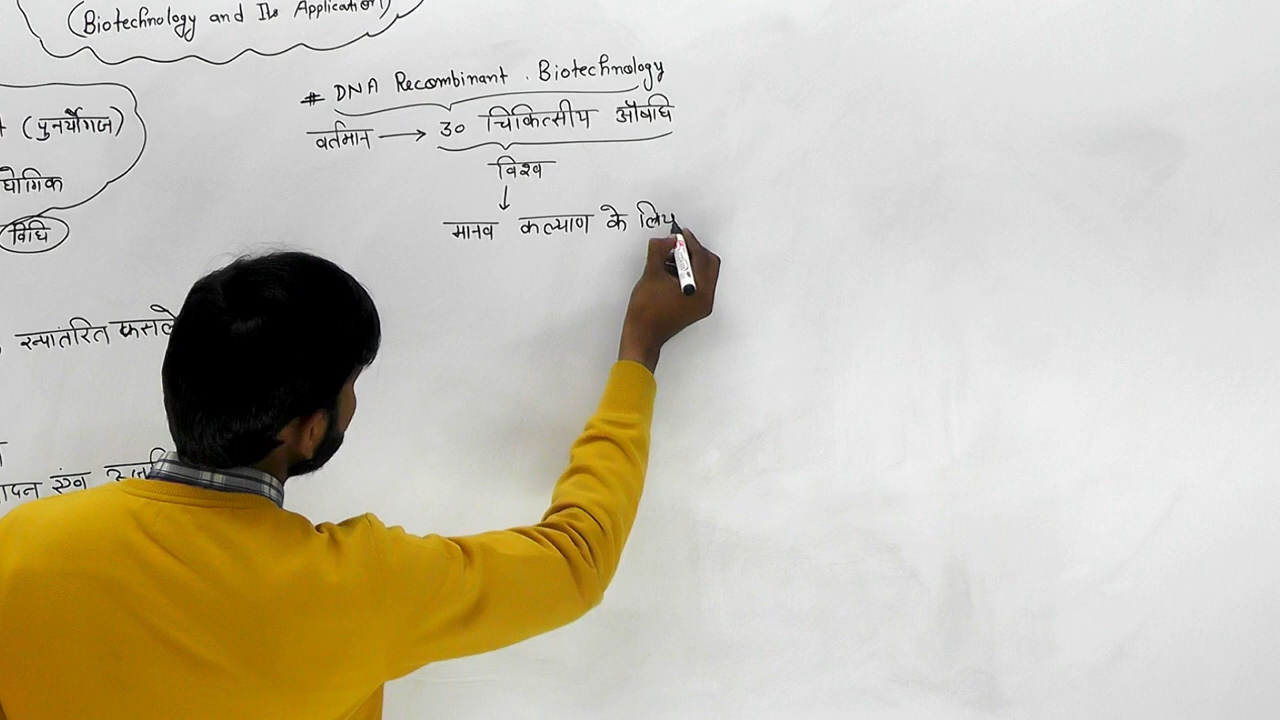 (Biotechnology and Its Application)
# DNA Recombinant . Biotechnology
वर्तमान → 30 चिकित्सीय औषधि
विश्व
↓
मानव कल्याण के लिए
(पुनर्योगज)
विधि
रूपांतरित फसले
एंव